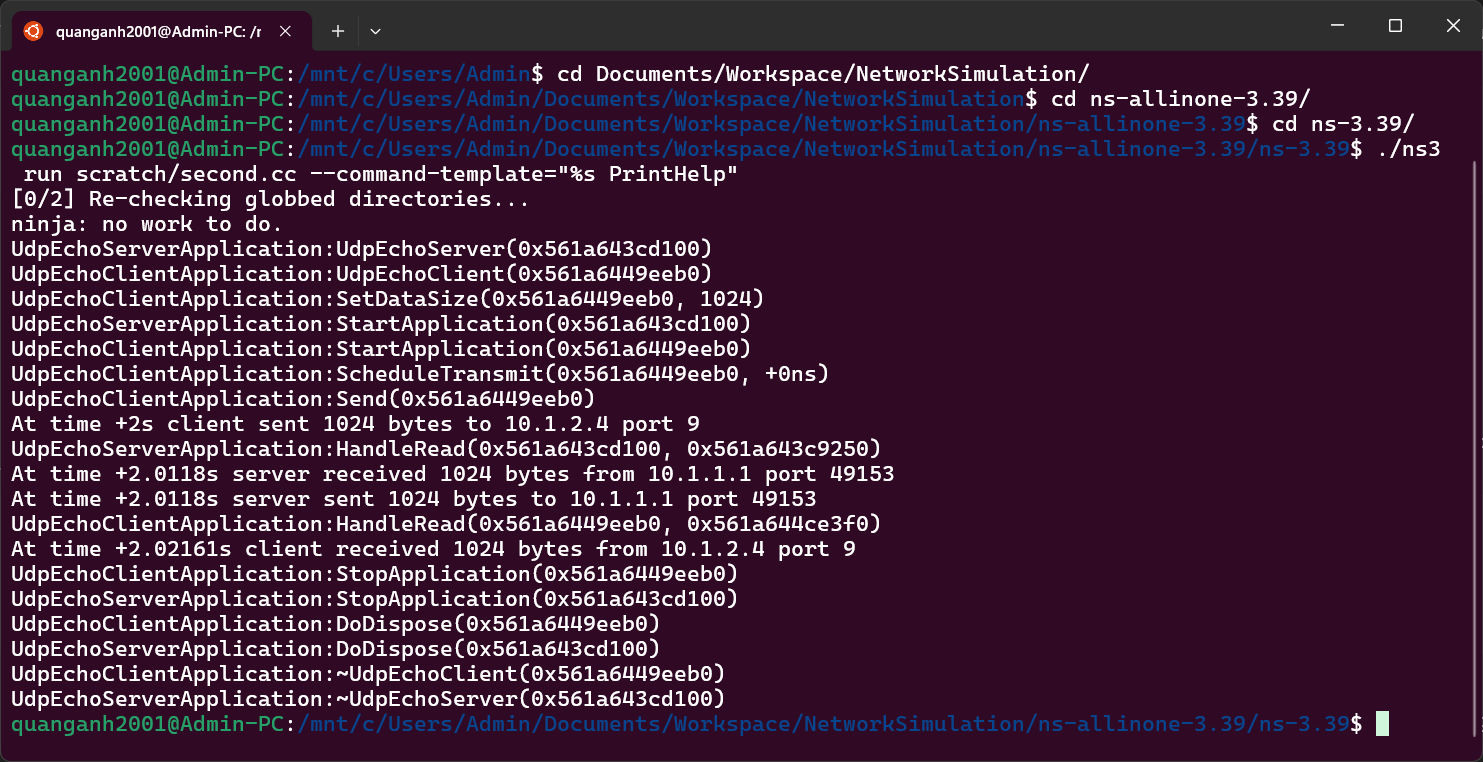 quanganh2001@Admin-PC: /r
quanganh2001@Admin-PC:/mnt/c/Users/Admin$ cd Documents/Workspace/NetworkSimulation/
quanganh2001@Admin-PC:/mnt/c/Users/Admin/Documents/Workspace/NetworkSimulation$ cd ns-allinone-3.39/
quanganh2001@Admin-PC:/mnt/c/Users/Admin/Documents/Workspace/NetworkSimulation/ns-allinone-3.39$ cd ns-3.39/
quanganh2001@Admin-PC:/mnt/c/Users/Admin/Documents/Workspace/NetworkSimulation/ns-allinone-3.39/ns-3.39$ ./ns3
 run scratch/second.cc --command-template="%s PrintHelp"
[0/2] Re-checking globbed directories...
ninja: no work to do.
UdpEchoServerApplication:UdpEchoServer(0x561a643cd100)
UdpEchoClientApplication:UdpEchoClient(0x561a6449eeb0)
UdpEchoClientApplication:SetDataSize(0x561a6449eeb0, 1024)
UdpEchoServerApplication:StartApplication(0x561a643cd100)
UdpEchoClientApplication:StartApplication(0x561a6449eeb0)
UdpEchoClientApplication:ScheduleTransmit(0x561a6449eeb0, +0ns)
UdpEchoClientApplication:Send(0x561a6449eeb0)
At time +2s client sent 1024 bytes to 10.1.2.4 port 9
UdpEchoServerApplication:HandleRead(0x561a643cd100, 0x561a643c9250)
At time +2.0118s server received 1024 bytes from 10.1.1.1 port 49153
At time +2.0118s server sent 1024 bytes to 10.1.1.1 port 49153
UdpEchoClientApplication:HandleRead(0x561a6449eeb0, 0x561a644ce3f0)
At time +2.02161s client received 1024 bytes from 10.1.2.4 port 9
UdpEchoClientApplication:StopApplication(0x561a6449eeb0)
UdpEchoServerApplication:StopApplication(0x561a643cd100)
UdpEchoClientApplication:DoDispose(0x561a6449eeb0)
UdpEchoServerApplication:DoDispose(0x561a643cd100)
UdpEchoClientApplication:~UdpEchoClient(0x561a6449eeb0)
UdpEchoServerApplication:~UdpEchoServer(0x561a643cd100)
quanganh2001@Admin-PC:/mnt/c/Users/Admin/Documents/Workspace/NetworkSimulation/ns-allinone-3.39/ns-3.39$